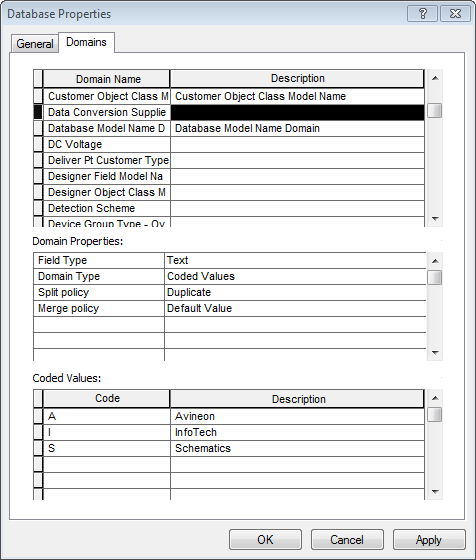 Database Properties
General Domains
Domain Name Description
Customer Object Class M Customer Object Class Model Name
Data Conversion Supplie
Database Model Name D Database Model Name Domain
DC Voltage
Deliver Pt Customer Type
Designer Field Model Na
Designer Object Class M
Detection Scheme
Device Group Type - Ov
Domain Properties:
Field Type Text
Domain Type Coded Values
Split policy Duplicate
Merge policy Default Value
Coded Values:
Code Description
A Avineon
I InfoTech
S Schematics
OK Cancel Apply